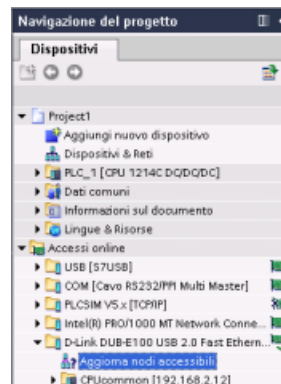 Navigazione del progetto
Dispositivi
Project1
Aggiungi nuovo dispositivo
Dispositivi & Reti
PLC_1 [CPU 1214C DC/DC/DC]
Dati comuni
Informazioni sul documento
Lingue & Risorse
Accessi online
USB [S7USB]
COM [Cavo RS232/PPI Multi Master]
PLCSIM V5.x [TCP/IP]
Intel(R) PRO/1000 MT Network Conne...
D-Link DUB-E100 USB 2.0 Fast Ethern...
Aggiorna nodi accessibili
CPUcommon [192.168.2.12]